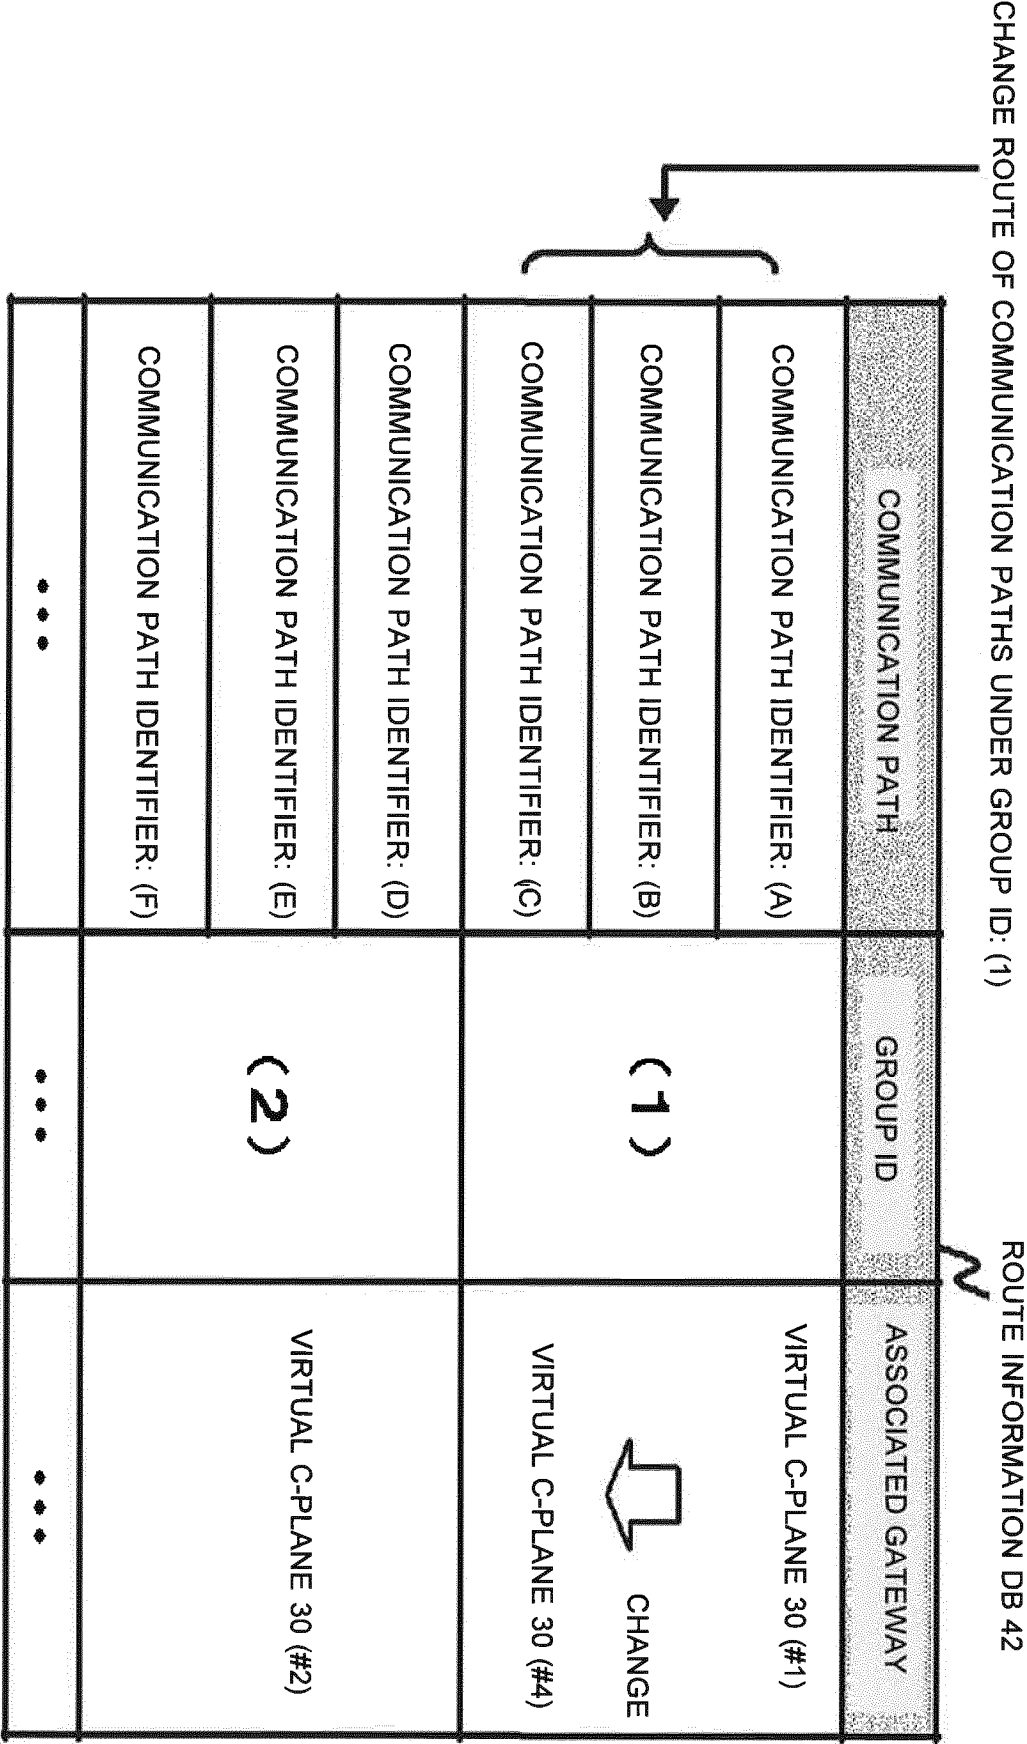 CHANGE ROUTE OF COMMUNICATION PATHS UNDER GROUP ID: (1)
ROUTE INFORMATION DB 42
COMMUNICATION PATH
GROUP ID
ASSOCIATED GATEWAY
COMMUNICATION PATH IDENTIFIER: (A)
COMMUNICATION PATH IDENTIFIER: (B)
COMMUNICATION PATH IDENTIFIER: (C)
(1)
VIRTUAL C-PLANE 30 (#1)
CHANGE
VIRTUAL C-PLANE 30 (#4)
COMMUNICATION PATH IDENTIFIER: (D)
COMMUNICATION PATH IDENTIFIER: (E)
COMMUNICATION PATH IDENTIFIER: (F)
(2)
VIRTUAL C-PLANE 30 (#2)
•••
•••
•••